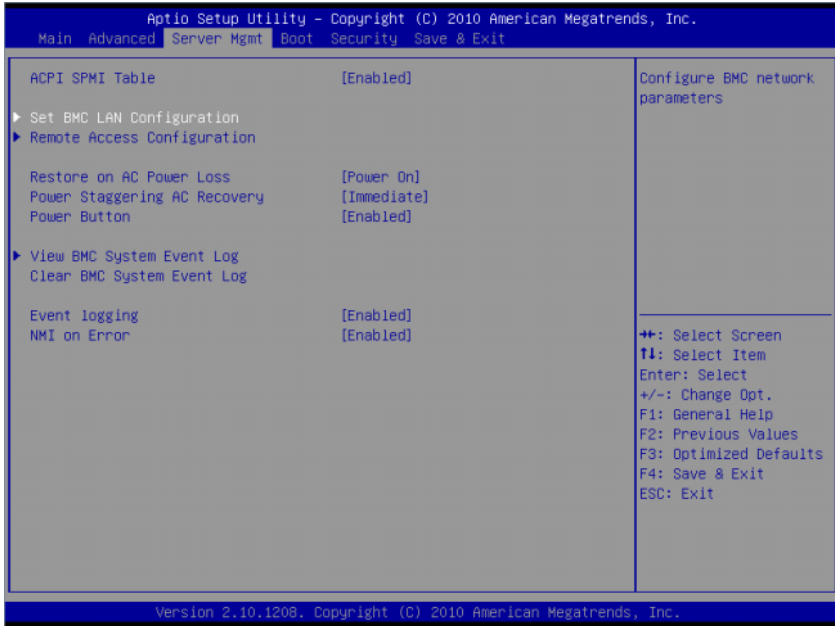 Aptio Setup Utility – Copyright (C) 2010 American Megatrends, Inc.
Main Advanced Server Mgmt Boot Security Save & Exit
ACPI SPMI Table [Enabled]
Set BMC LAN Configuration
Remote Access Configuration
Restore on AC Power Loss [Power On]
Power Staggering AC Recovery [Immediate]
Power Button [Enabled]
View BMC System Event Log
Clear BMC System Event Log
Event logging [Enabled]
NMI on Error [Enabled]
Configure BMC network
parameters
→←: Select Screen
↑↓: Select Item
Enter: Select
+/-: Change Opt.
F1: General Help
F2: Previous Values
F3: Optimized Defaults
F4: Save & Exit
ESC: Exit
Version 2.10.1208. Copyright (C) 2010 American Megatrends, Inc.